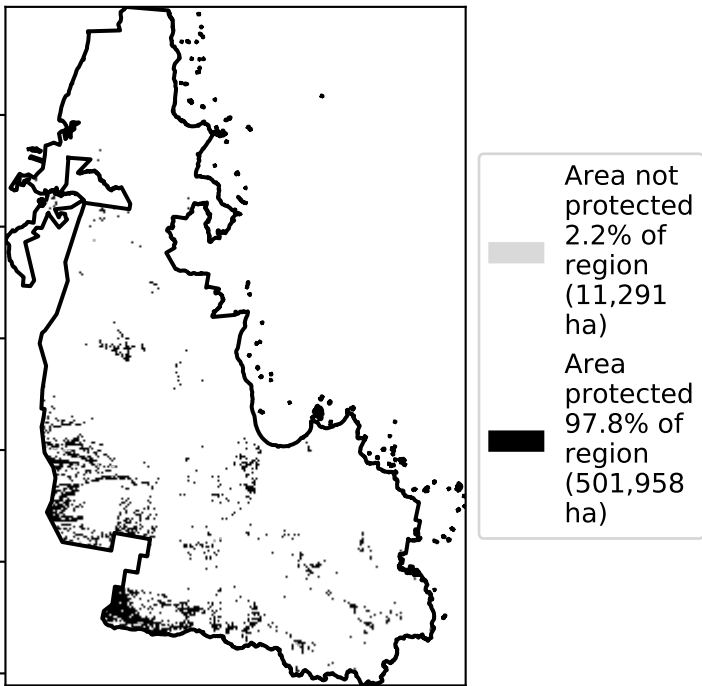 Area not
protected
2.2% of
region
(11,291
ha)
Area
protected
97.8% of
region
(501,958
ha)